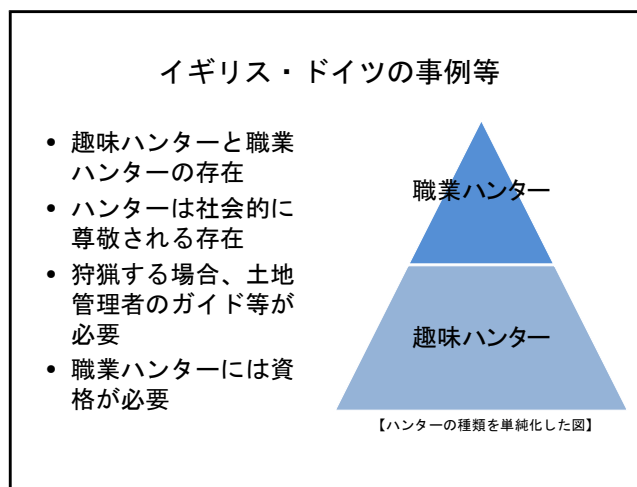 イギリス・ドイツの事例等
• 趣味ハンターと職業
ハンターの存在
• ハンターは社会的に
尊敬される存在
• 狩猟する場合、土地
管理者のガイド等が
必要
• 職業ハンターには資
格が必要
職業ハンター
趣味ハンター
【ハンターの種類を単純化した図】